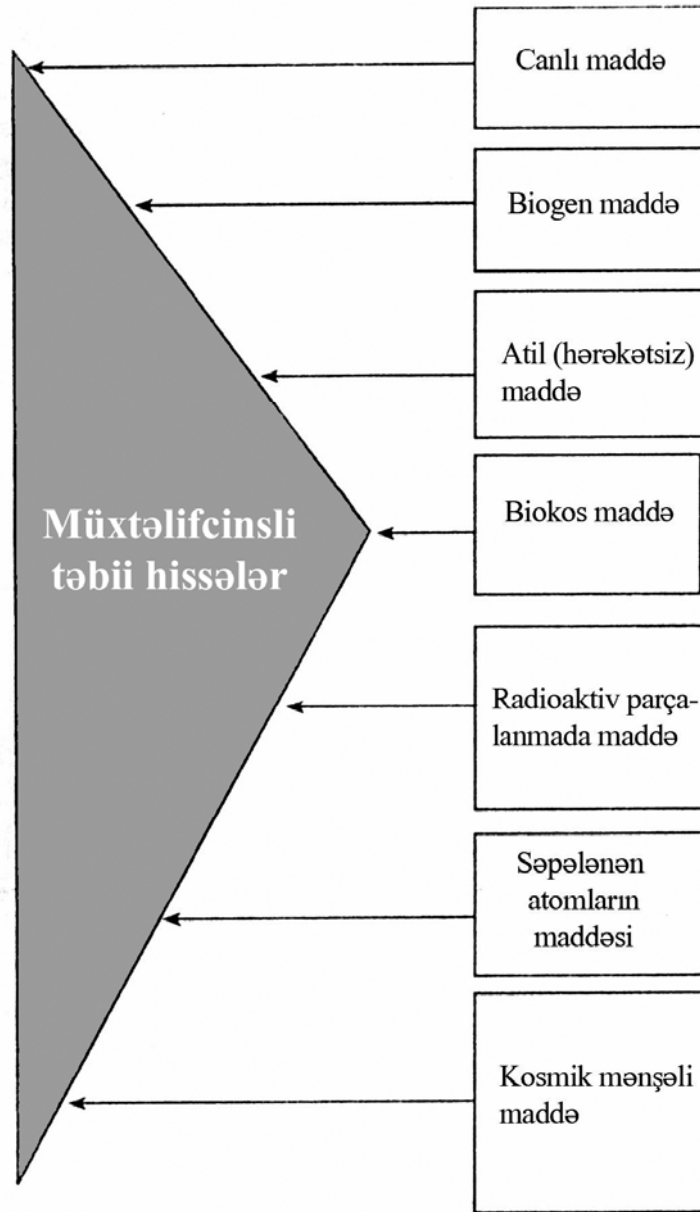 Canlı maddə
Biogen maddə
Atil (hərəkətsiz)
maddə
Müxtəlifcinsli
təbii hissələr
Biokos maddə
Radioaktiv parça-
lanmada maddə
Səpələnən
atomların
maddəsi
Kosmik mənşəli
maddə